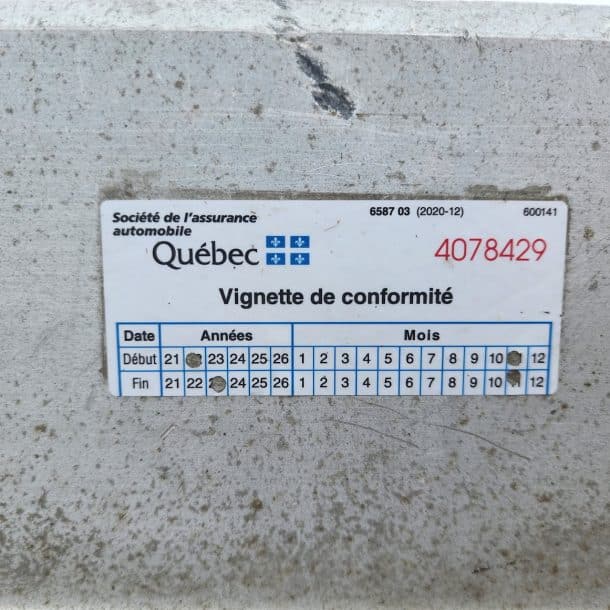 Société de l'assurance
automobile
Québec
6587 03 (2020-12)
600141
4078429
Vignette de conformité
Date Années Mois
Début 21 23 24 25 26 1 2 3 4 5 6 7 8 9 10 12
Fin 21 22 24 25 26 1 2 3 4 5 6 7 8 9 10 12